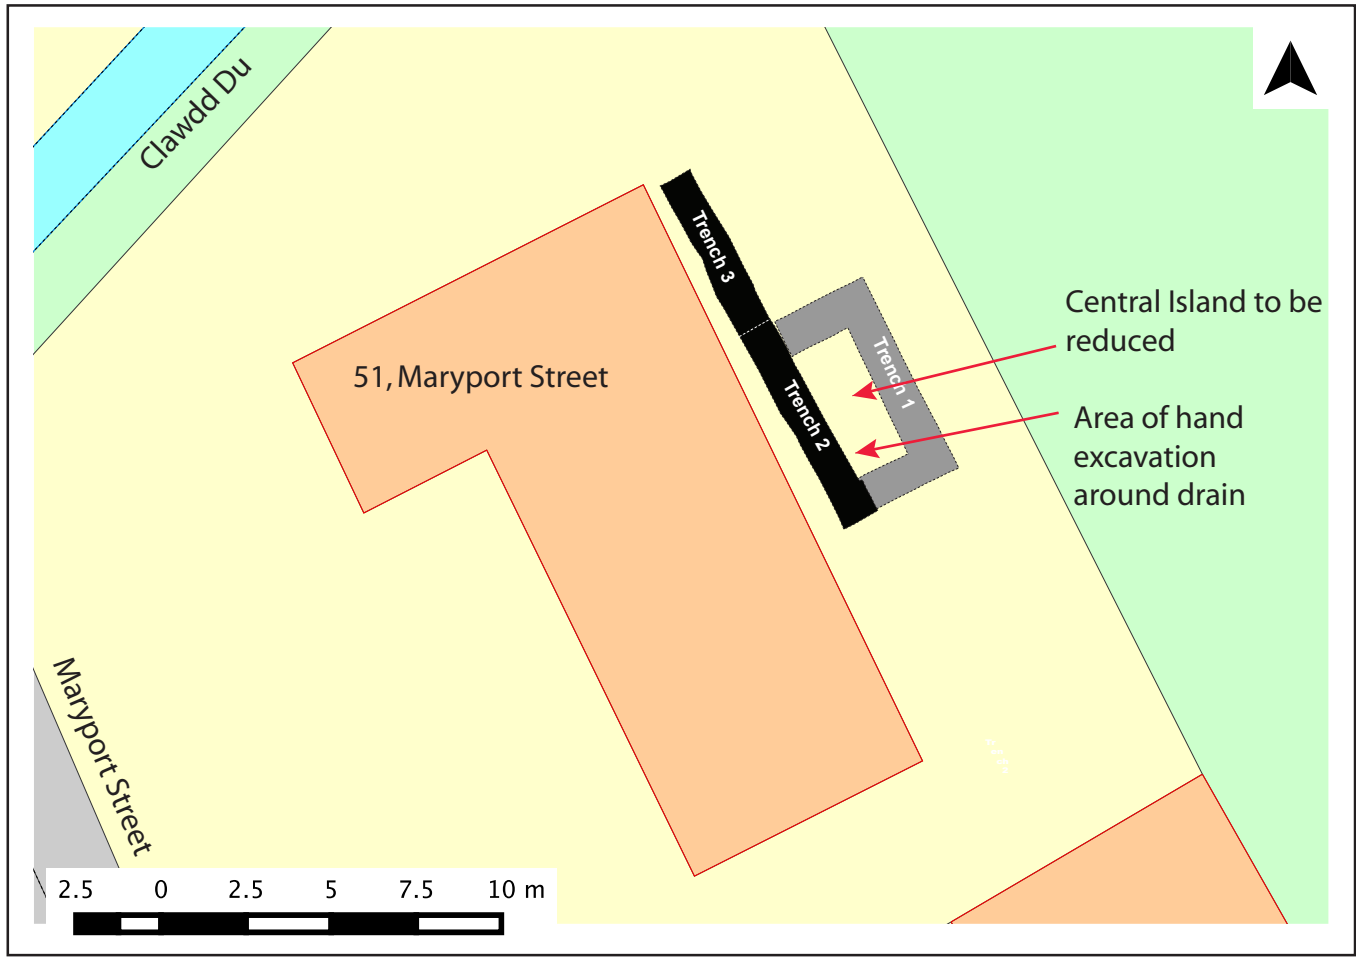 Clawdd Du
Trench 3
Central Island to be
reduced
Trench 1
51, Maryport Street
Trench 2
Area of hand
excavation
around drain
Maryport Street
2.5 0 2.5 5 7.5 10 m